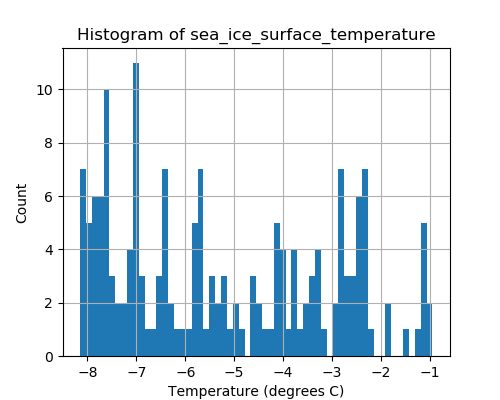 Histogram of sea_ice_surface_temperature
10
8
6
4
2
0
Count
−8 −7 −6 −5 −4 −3 −2 −1
Temperature (degrees C)